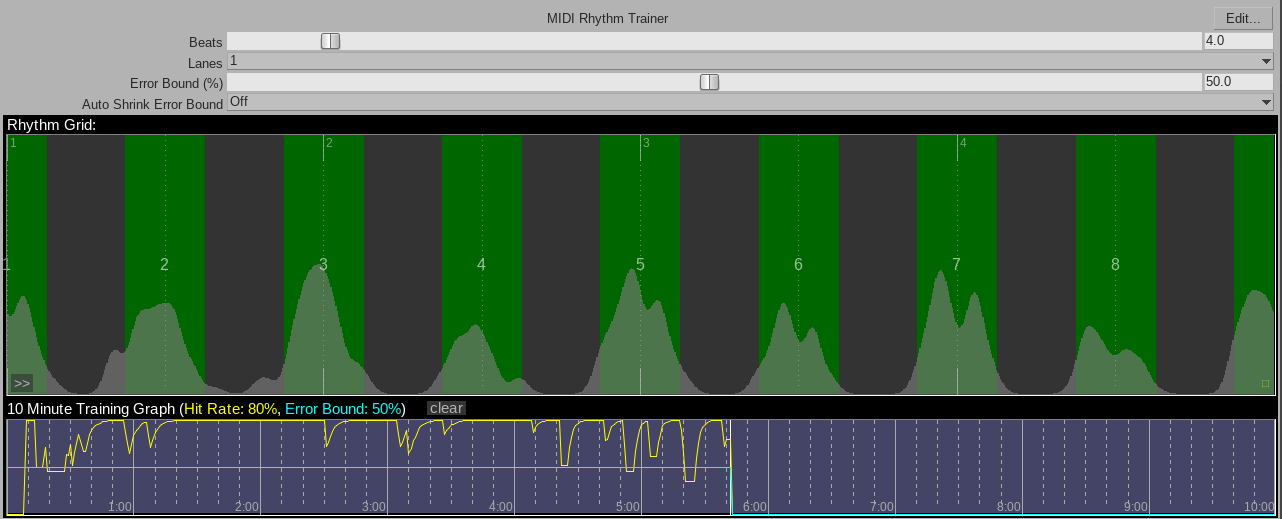 MIDI Rhythm Trainer
Edit...
Beats 4.0
Lanes 1
Error Bound (%) 50.0
Auto Shrink Error Bound Off
Rhythm Grid:
1 2 3 4
1 2 3 4 5 6 7 8
>>
10 Minute Training Graph (Hit Rate: 80%, Error Bound: 50%) clear
1:00 2:00 3:00 4:00 5:00 6:00 7:00 8:00 9:00 10:00